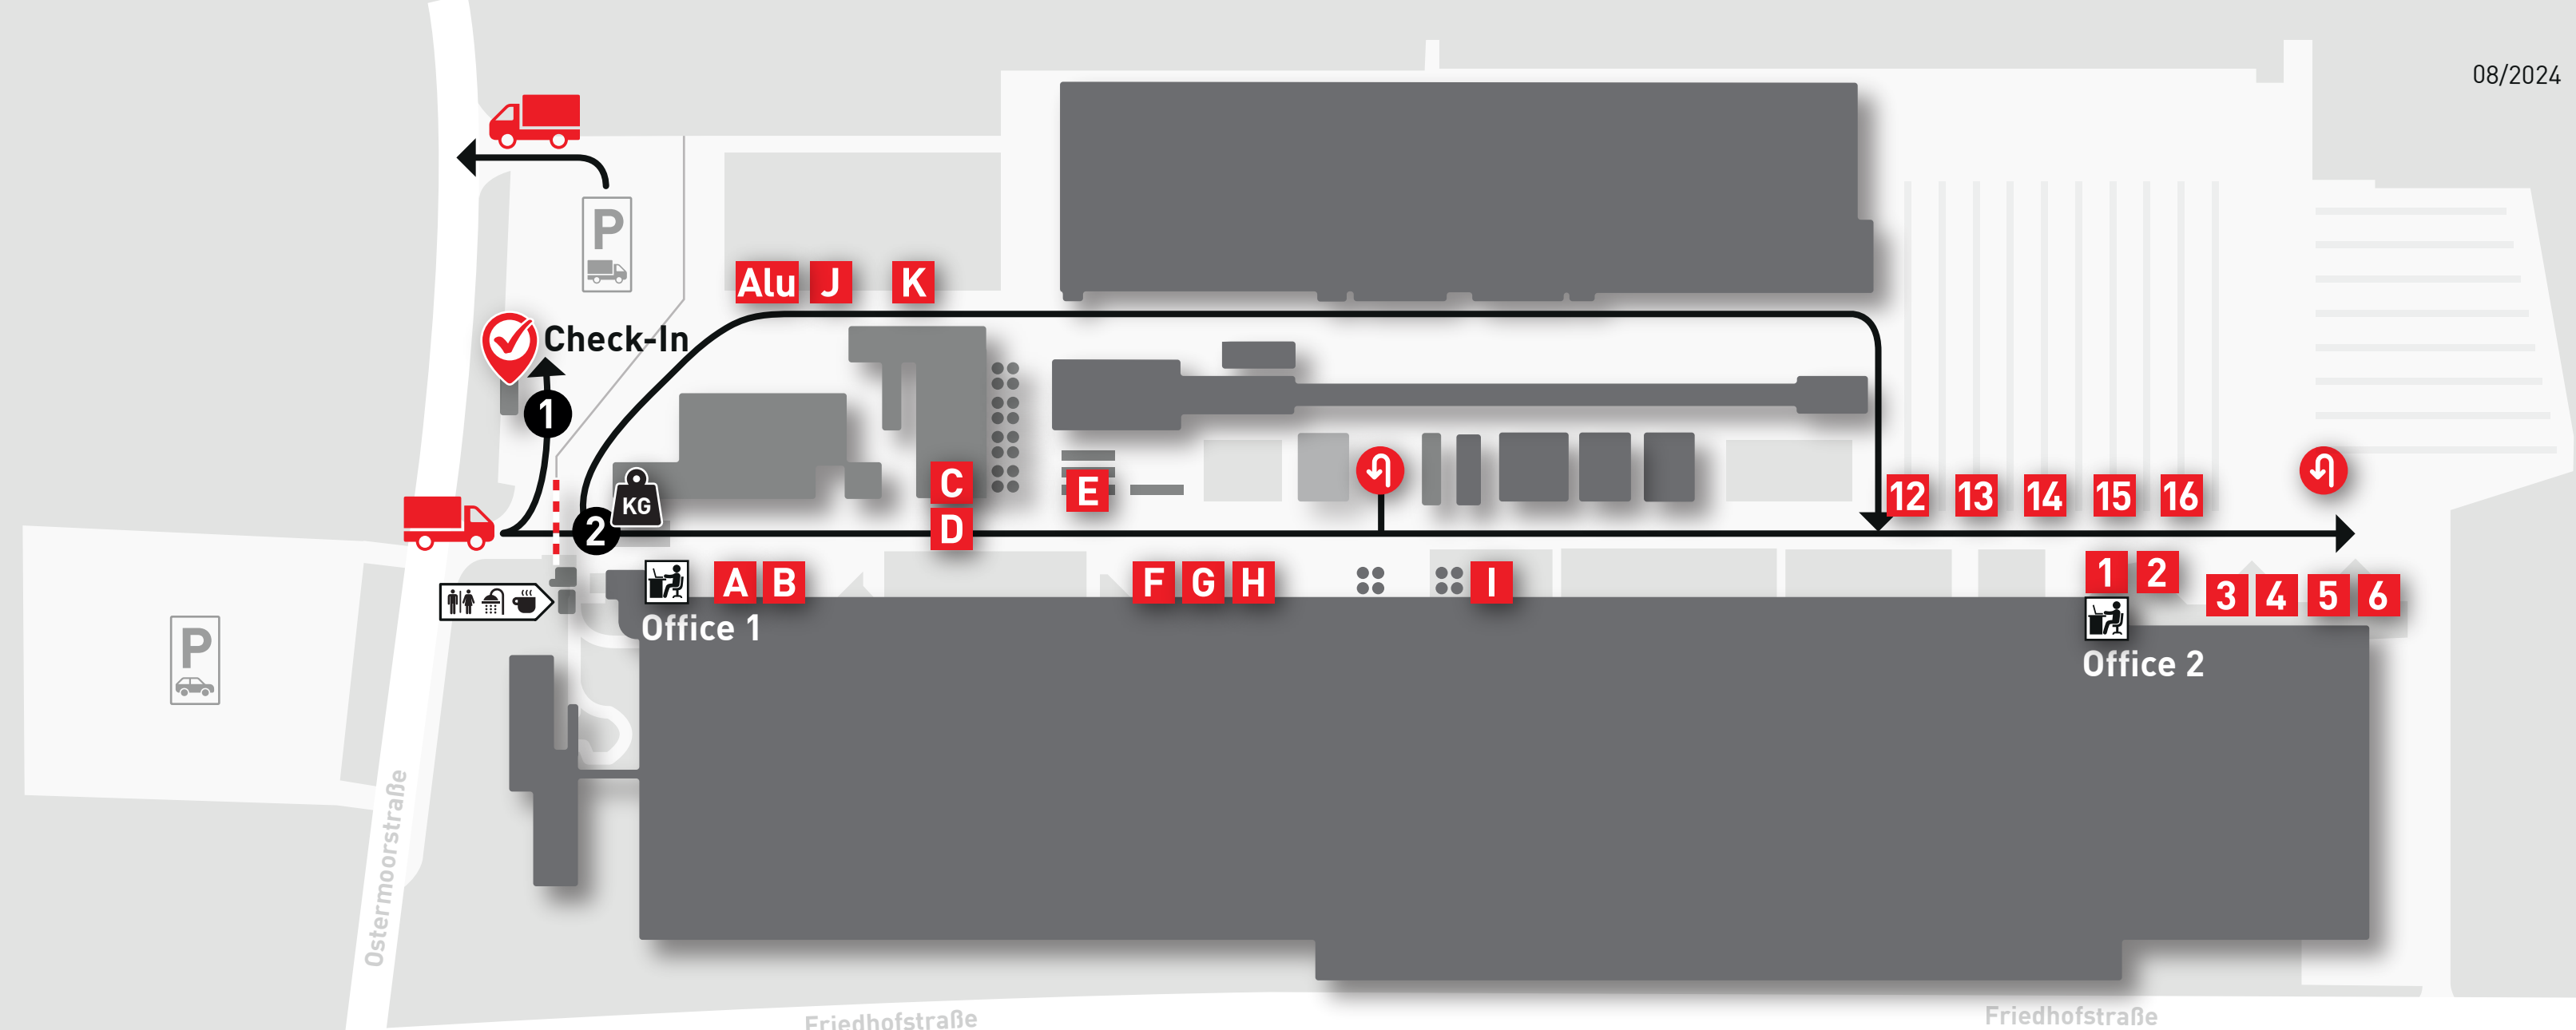 08/2024
P
Alu J K
Check-In
1
KG
C
E
12 13 14 15 16
2
D
A B
F G H
I
1 2
3 4 5 6
Office 1
P
Office 2
Ostermoorstraße
Friedhofstraße
Friedhofstraße